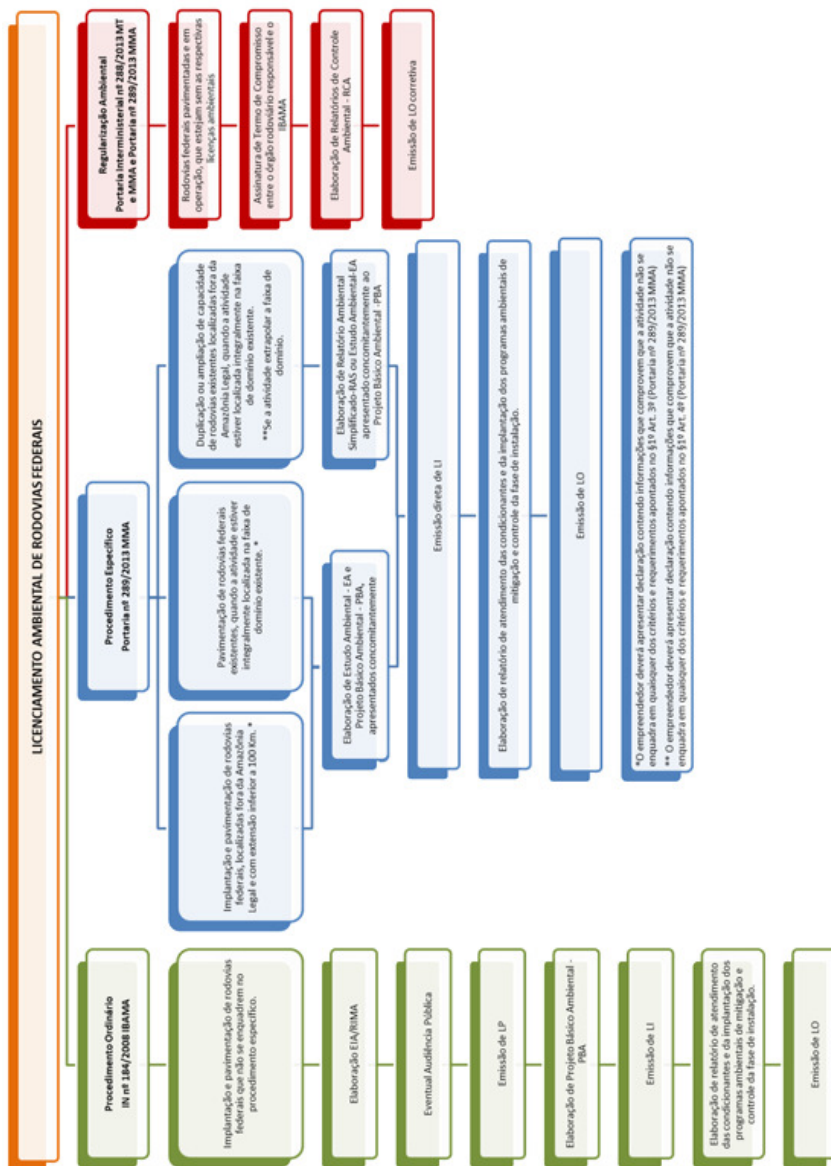 LICENCIAMENTO AMBIENTAL DE RODOVIAS FEDERAIS
Procedimento Ordinário
IN nº 184/2008 IBAMA
Implantação e pavimentação de rodovias
federais que não se enquadrem no
procedimento específico.
Elaboração EIA/RIMA
Eventual Audiência Pública
Emissão de LP
Elaboração de Projeto Básico Ambiental -
PBA
Emissão de LI
Elaboração de relatório de atendimento
das condicionantes e da implantação dos
programas ambientais de mitigação e
controle da fase de instalação.
Emissão de LO
Procedimento Específico
Portaria nº 289/2013 MMA
Implantação e pavimentação de rodovias
federais, localizadas fora da Amazônia
Legal e com extensão inferior a 100 Km. *
Pavimentação de rodovias federais
existentes, quando a atividade estiver
integralmente localizada na faixa de
domínio existente. *
Elaboração de Estudo Ambiental - EA e
Projeto Básico Ambiental - PBA,
apresentados concomitantemente
Duplicação ou ampliação de capacidade
de rodovias existentes localizadas fora da
Amazônia Legal, quando a atividade
estiver localizada integralmente na faixa
de domínio existente.
**Se a atividade extrapolar a faixa de
domínio.
Elaboração de Relatório Ambiental
Simplificado-RAS ou Estudo Ambiental-EA
apresentado concomitantemente ao
Projeto Básico Ambiental -PBA
Emissão direta de LI
Elaboração de relatório de atendimento das condicionantes e da implantação dos programas ambientais de
mitigação e controle da fase de instalação.
Emissão de LO
*O empreendedor deverá apresentar declaração contendo informações que comprovem que a atividade não se
enquadra em quaisquer dos critérios e requerimentos apontados no §1º Art. 3º (Portaria nº 289/2013 MMA)
** O empreendedor deverá apresentar declaração contendo informações que comprovem que a atividade não se
enquadra em quaisquer dos critérios e requerimentos apontados no §1º Art. 4º (Portaria nº 289/2013 MMA)
Regularização Ambiental
Portaria Interministerial nº 288/2013 MT
e MMA e Portaria nº 289/2013 MMA
Rodovias federais pavimentadas e em
operação, que estejam sem as respectivas
licenças ambientais
Assinatura de Termo de Compromisso
entre o órgão rodoviário responsável e o
IBAMA
Elaboração de Relatórios de Controle
Ambiental - RCA
Emissão de LO corretiva